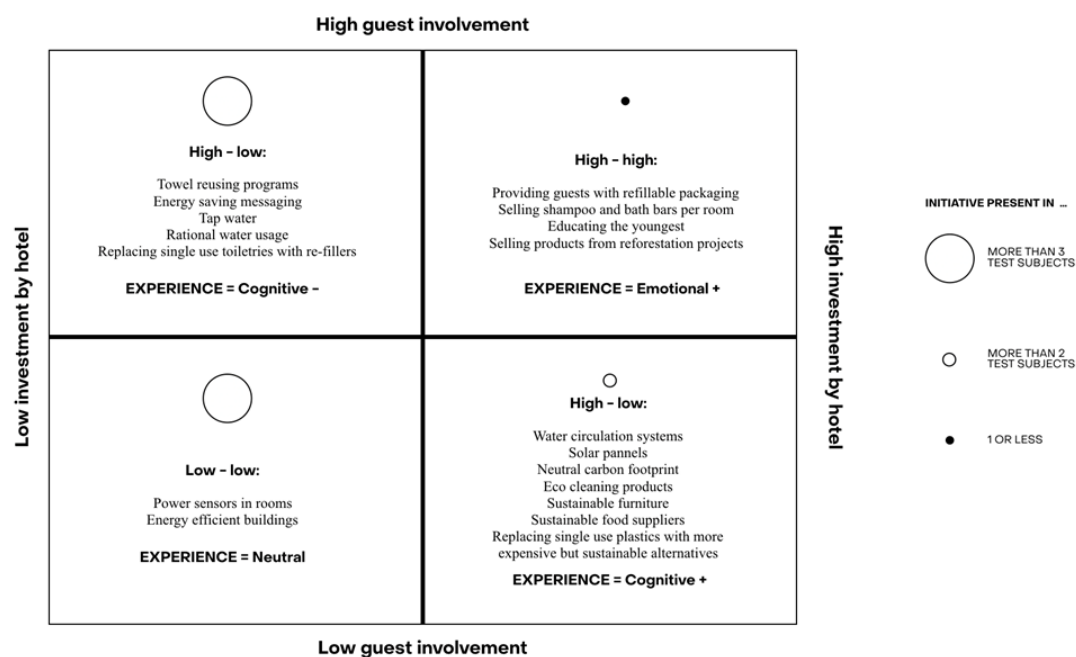 High guest involvement
Low investment by hotel
High – low:
Towel reusing programs
Energy saving messaging
Tap water
Rational water usage
Replacing single use toiletries with re-fillers
EXPERIENCE = Cognitive –
High – high:
Providing guests with refillable packaging
Selling shampoo and bath bars per room
Educating the youngest
Selling products from reforestation projects
EXPERIENCE = Emotional +
Low – low:
Power sensors in rooms
Energy efficient buildings
EXPERIENCE = Neutral
High – low:
Water circulation systems
Solar pannels
Neutral carbon footprint
Eco cleaning products
Sustainable furniture
Sustainable food suppliers
Replacing single use plastics with more
expensive but sustainable alternatives
EXPERIENCE = Cognitive +
High investment by hotel
Low guest involvement
INITIATIVE PRESENT IN ...
MORE THAN 3
TEST SUBJECTS
MORE THAN 2
TEST SUBJECTS
1 OR LESS